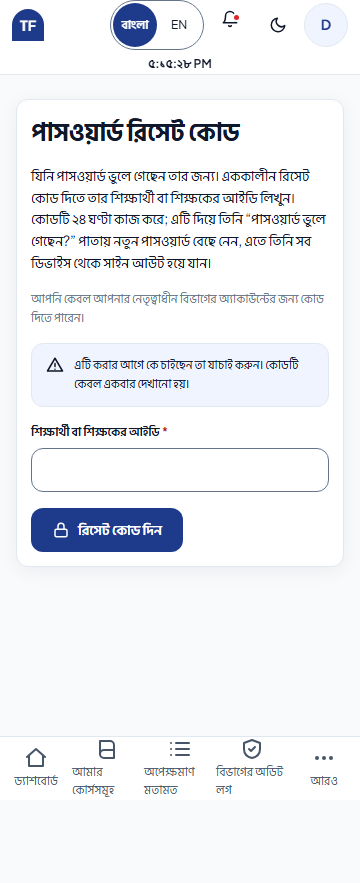 TF
বাংলা
EN
D
৫:১৫:২৮ PM
পাসওয়ার্ড রিসেট কোড
যিনি পাসওয়ার্ড ভুলে গেছেন তার জন্য। এককালীন রিসেট
কোড দিতে তার শিক্ষার্থী বা শিক্ষকের আইডি লিখুন।
কোডটি ২৪ ঘণ্টা কাজ করে; এটি দিয়ে তিনি “পাসওয়ার্ড ভুলে
গেছেন?” পাতায় নতুন পাসওয়ার্ড বেছে নেন, এতে তিনি সব
ডিভাইস থেকে সাইন আউট হয়ে যান।
আপনি কেবল আপনার নেতৃত্বাধীন বিভাগের অ্যাকাউন্টের জন্য কোড
দিতে পারেন।
এটি করার আগে কে চাইছেন তা যাচাই করুন। কোডটি
কেবল একবার দেখানো হয়।
শিক্ষার্থী বা শিক্ষকের আইডি *
রিসেট কোড দিন
ড্যাশবোর্ড
আমার
কোর্সসমূহ
অপেক্ষমাণ
মতামত
বিভাগের অডিট
লগ
আরও